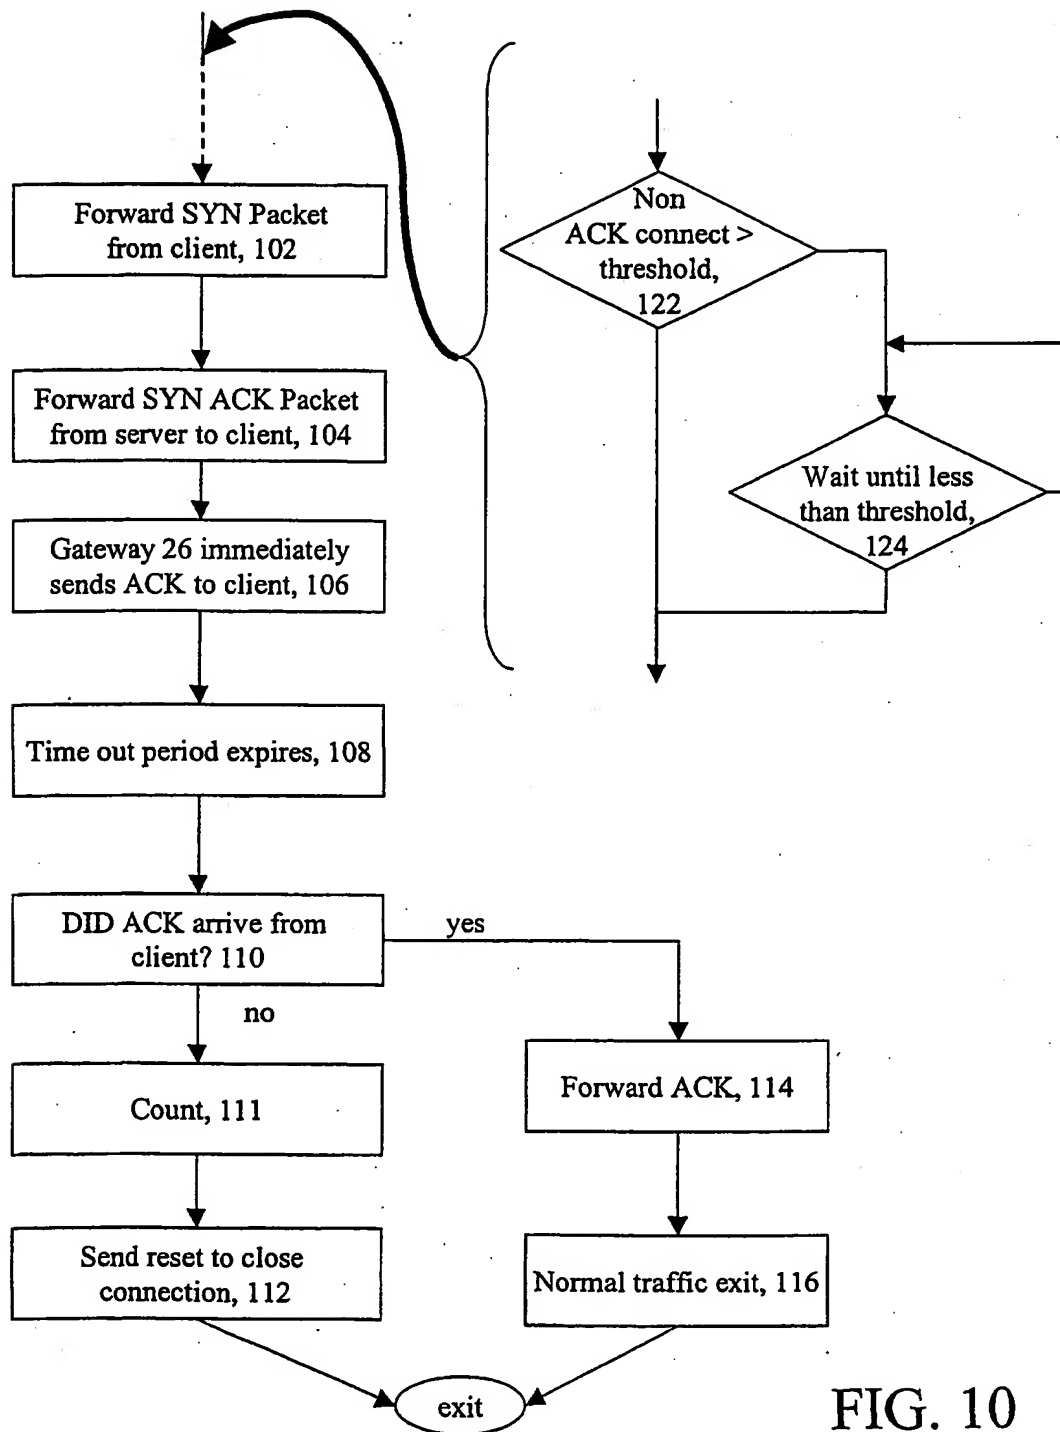 Forward SYN Packet
from client, 102
Forward SYN ACK Packet
from server to client, 104
Gateway 26 immediately
sends ACK to client, 106
Time out period expires, 108
DID ACK arrive from
client? 110
yes
no
Count, 111
Send reset to close
connection, 112
Forward ACK, 114
Normal traffic exit, 116
exit
Non
ACK connect >
threshold,
122
Wait until less
than threshold,
124
FIG. 10